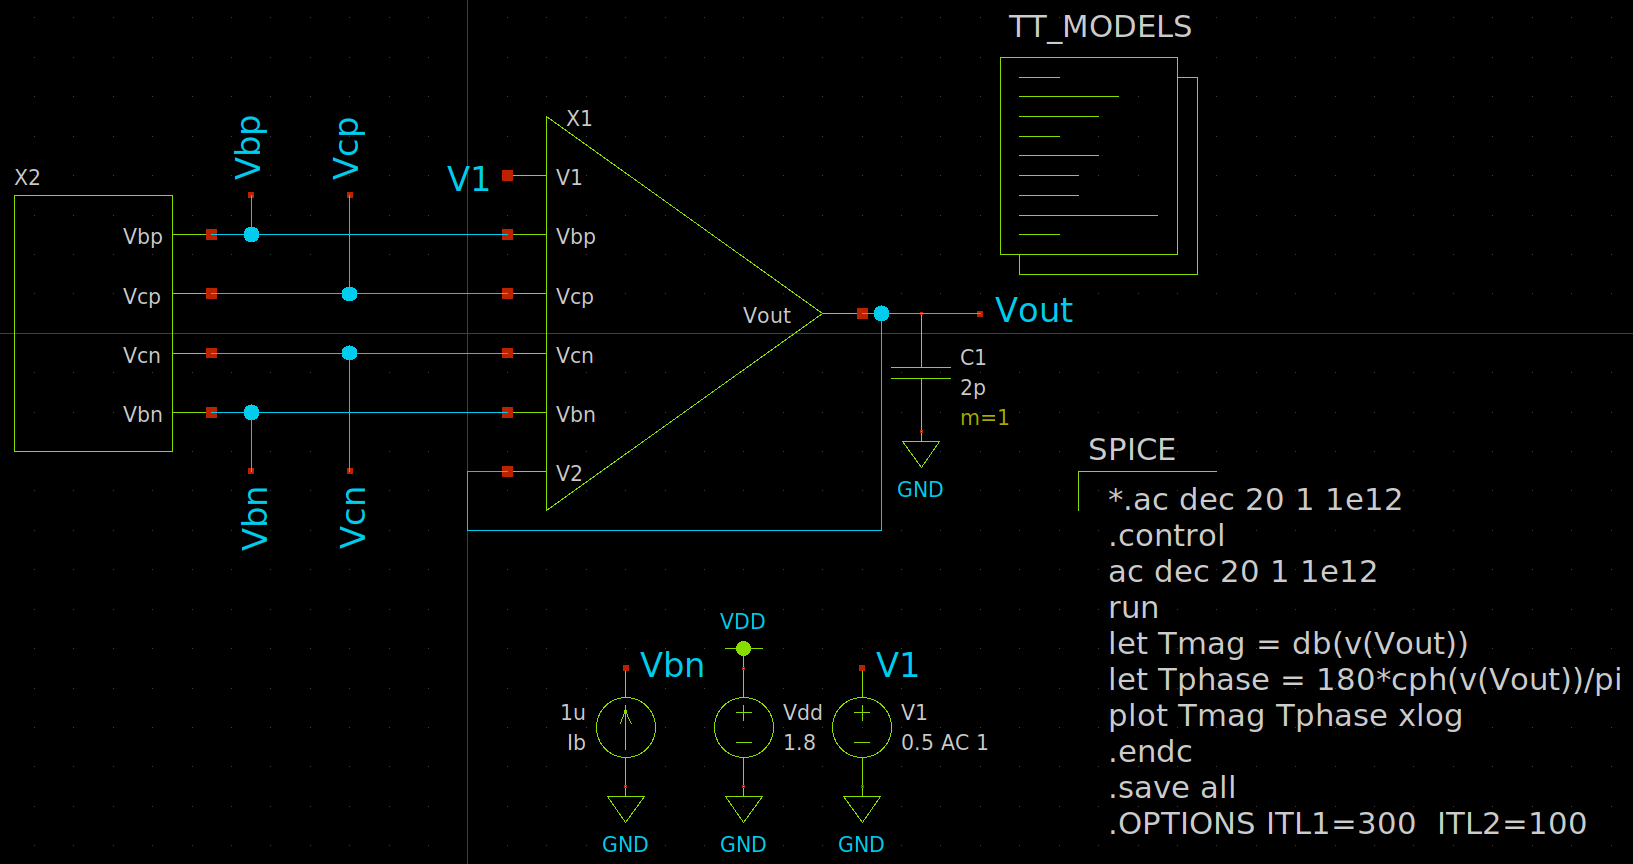 TT_MODELS
X1
Vbp
Vcp
X2
V1
V1
Vbp
Vbp
Vcp
Vcp
Vout
Vout
Vcn
Vcn
C1
2p
m=1
Vbn
Vbn
V2
GND
Vbn
Vcn
SPICE
*.ac dec 20 1 1e12
.control
ac dec 20 1 1e12
run
let Tmag = db(v(Vout))
let Tphase = 180*cph(v(Vout))/pi
plot Tmag Tphase xlog
.endc
.save all
.OPTIONS ITL1=300  ITL2=100
VDD
Vbn
V1
1u
Ib
Vdd
1.8
V1
0.5 AC 1
GND
GND
GND